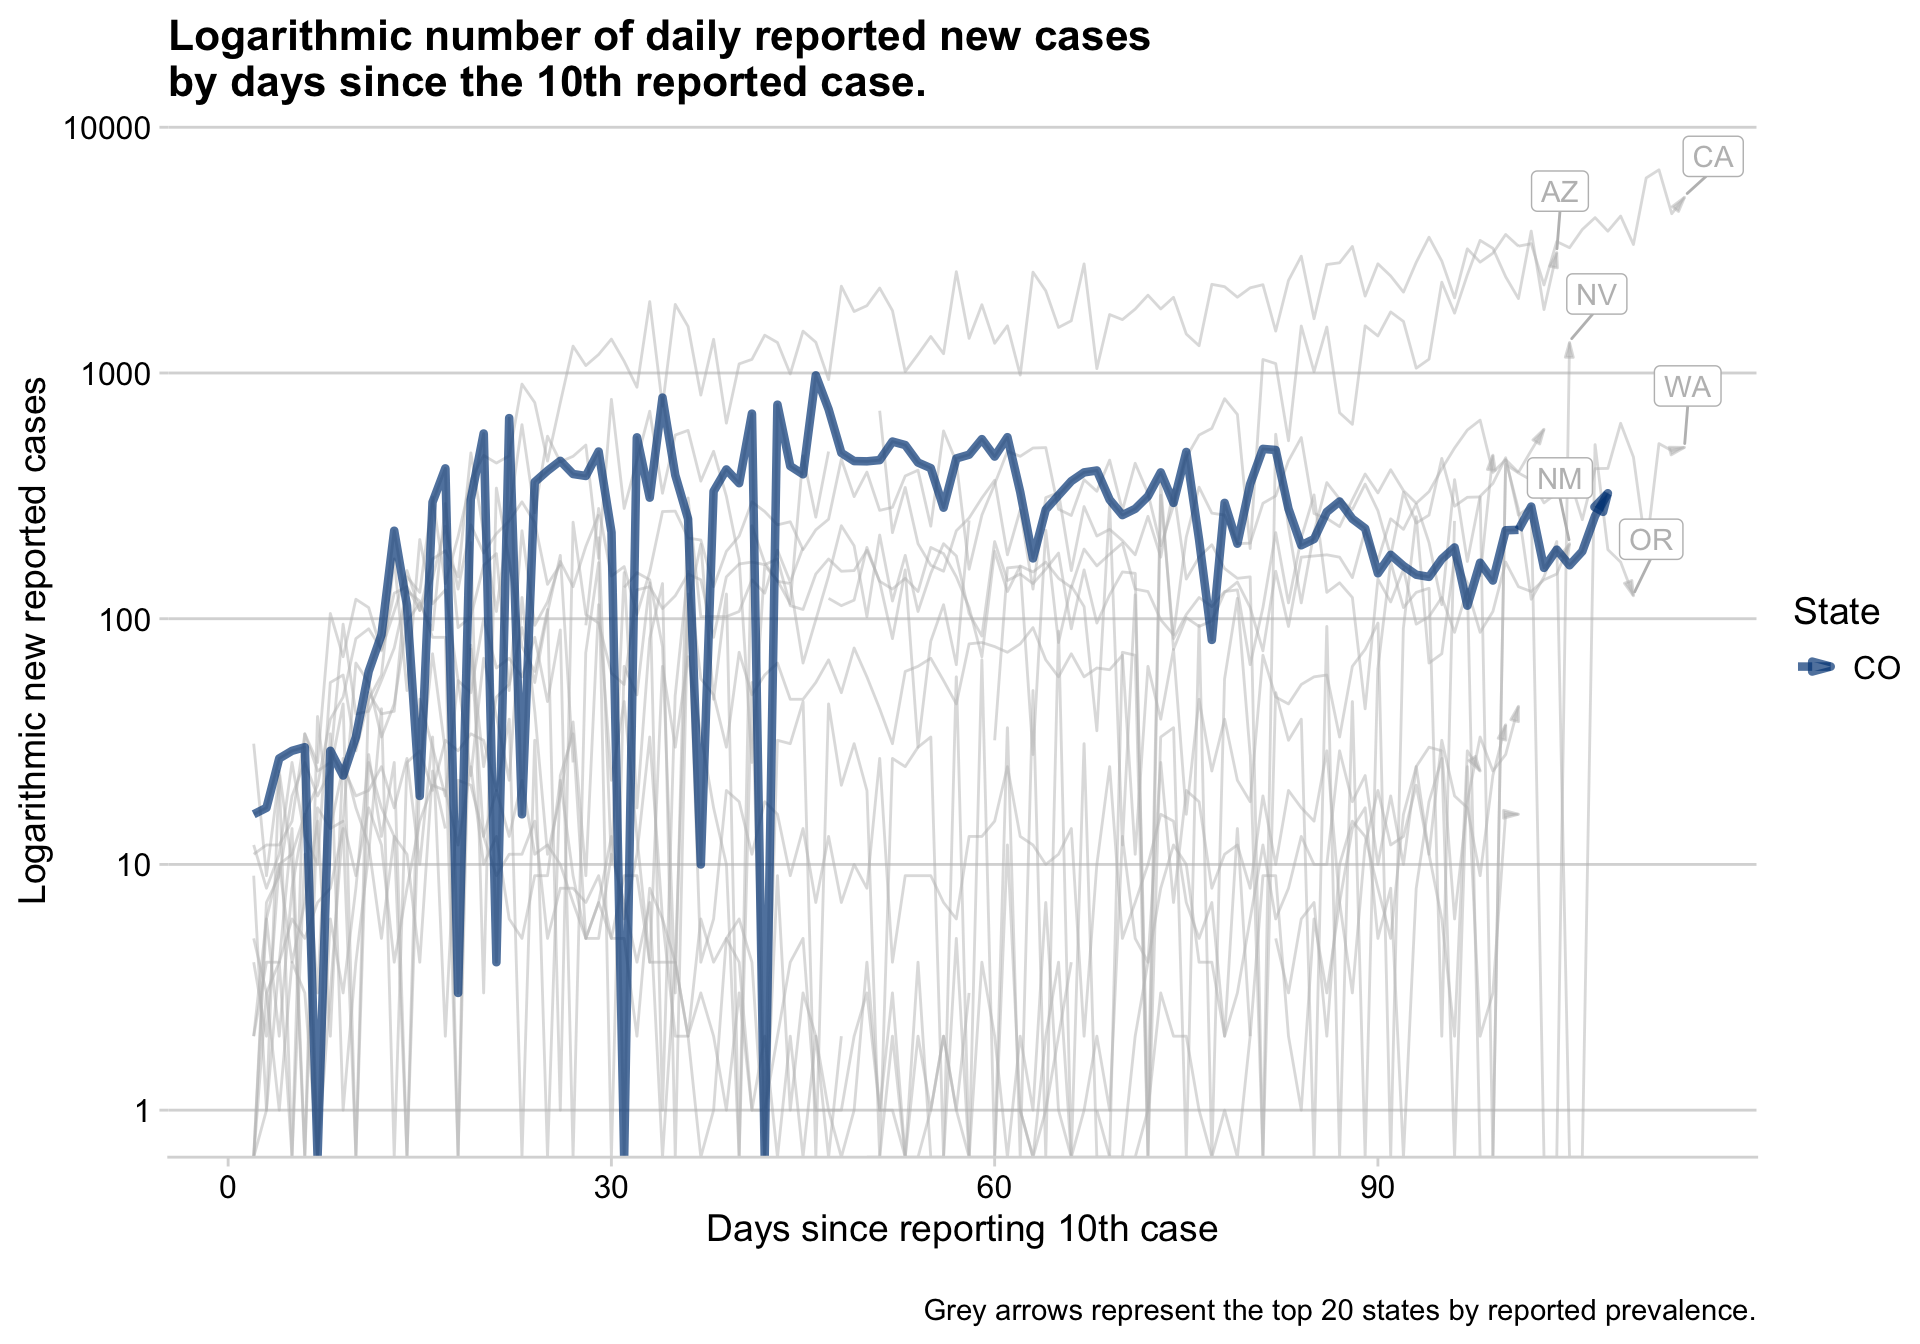 Logarithmic number of daily reported new cases
by days since the 10th reported case.
10000
1000
100
10
1
Logarithmic new reported cases
CA
AZ
NV
WA
NM
OR
State
CO
0
30
60
90
Days since reporting 10th case
Grey arrows represent the top 20 states by reported prevalence.